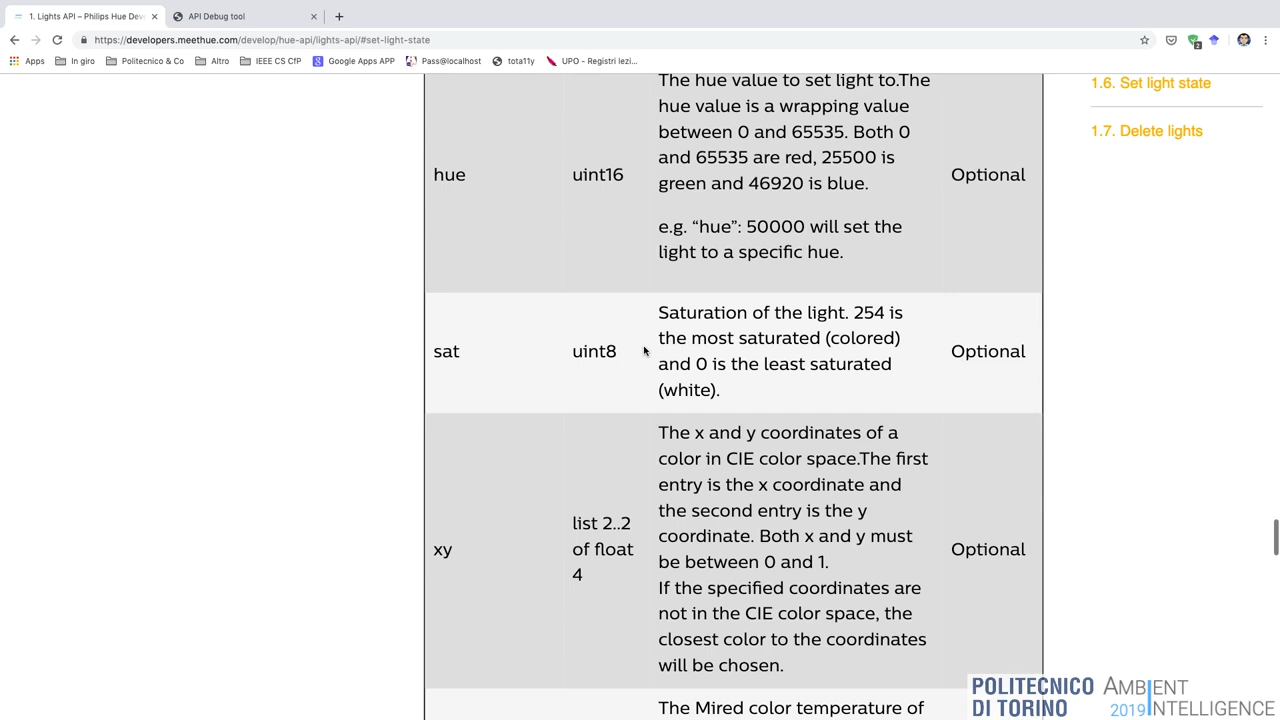 1. Lights API – Philips Hue Dev
API Debug tool
https://developers.meethue.com/develop/hue-api/lights-api/#set-light-state
2
Apps
In giro
Politecnico & Co
Altro
IEEE CS CfP
Google Apps APP
Pass@localhost
tota11y
UPO - Registri lezi...
hue
uint16
The hue value to set light to.The
hue value is a wrapping value
between 0 and 65535. Both 0
and 65535 are red, 25500 is
green and 46920 is blue.
e.g. “hue”: 50000 will set the
light to a specific hue.
Optional
sat
uint8
Saturation of the light. 254 is
the most saturated (colored)
and 0 is the least saturated
(white).
Optional
xy
list 2..2
of float
4
The x and y coordinates of a
color in CIE color space.The first
entry is the x coordinate and
the second entry is the y
coordinate. Both x and y must
be between 0 and 1.
If the specified coordinates are
not in the CIE color space, the
closest color to the coordinates
will be chosen.
Optional
The Mired color temperature of
1.6. Set light state
1.7. Delete lights
POLITECNICO
DI TORINO
AMBIENT
2019 INTELLIGENCE